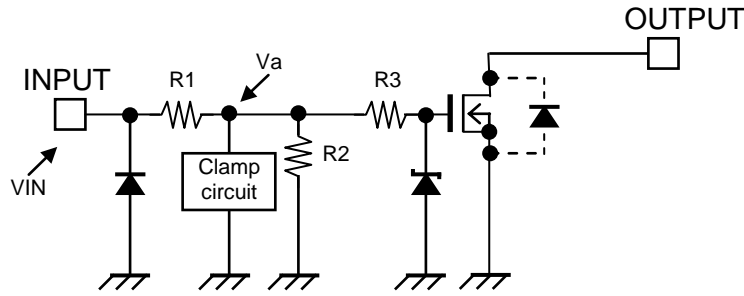 OUTPUT
INPUT
Va
R1
R3
VIN
Clamp
circuit
R2